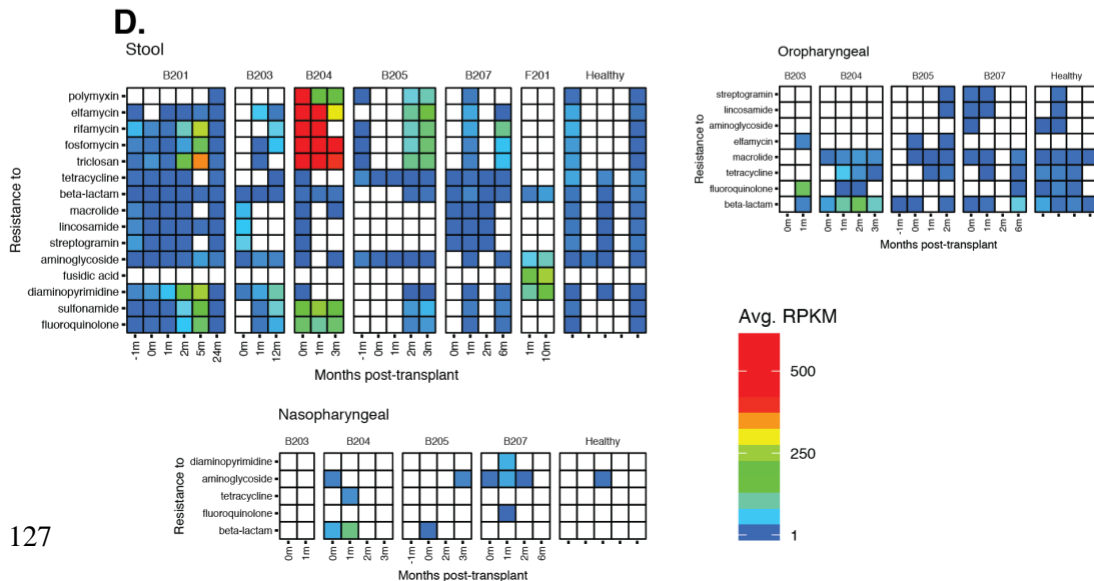 D.
Stool
B201 B203 B204 B205 B207 F201 Healthy
Resistance to
polymyxin
elfamycin
rifamycin
fosfomycin
triclosan
tetracycline
beta-lactam
macrolide
lincosamide
streptogramin
aminoglycoside
fusidic acid
diaminopyrimidine
sulfonamide
fluoroquinolone
-1m 0m 1m 2m 5m 24m 0m 1m 12m 0m 1m 3m -1m 0m 1m 2m 3m 0m 1m 2m 6m 1m 10m
Months post-transplant
Oropharyngeal
B203 B204 B205 B207 Healthy
Resistance to
streptogramin
lincosamide
aminoglycoside
elfamycin
macrolide
tetracycline
fluoroquinolone
beta-lactam
0m 1m 0m 1m 2m 3m -1m 0m 1m 2m 0m 1m 2m 6m
Months post-transplant
Avg. RPKM
500
250
1
Nasopharyngeal
B203 B204 B205 B207 Healthy
Resistance to
diaminopyrimidine
aminoglycoside
tetracycline
fluoroquinolone
beta-lactam
0m 1m 0m 1m 2m 3m -1m 0m 2m 3m 0m 1m 2m 6m
Months post-transplant
127